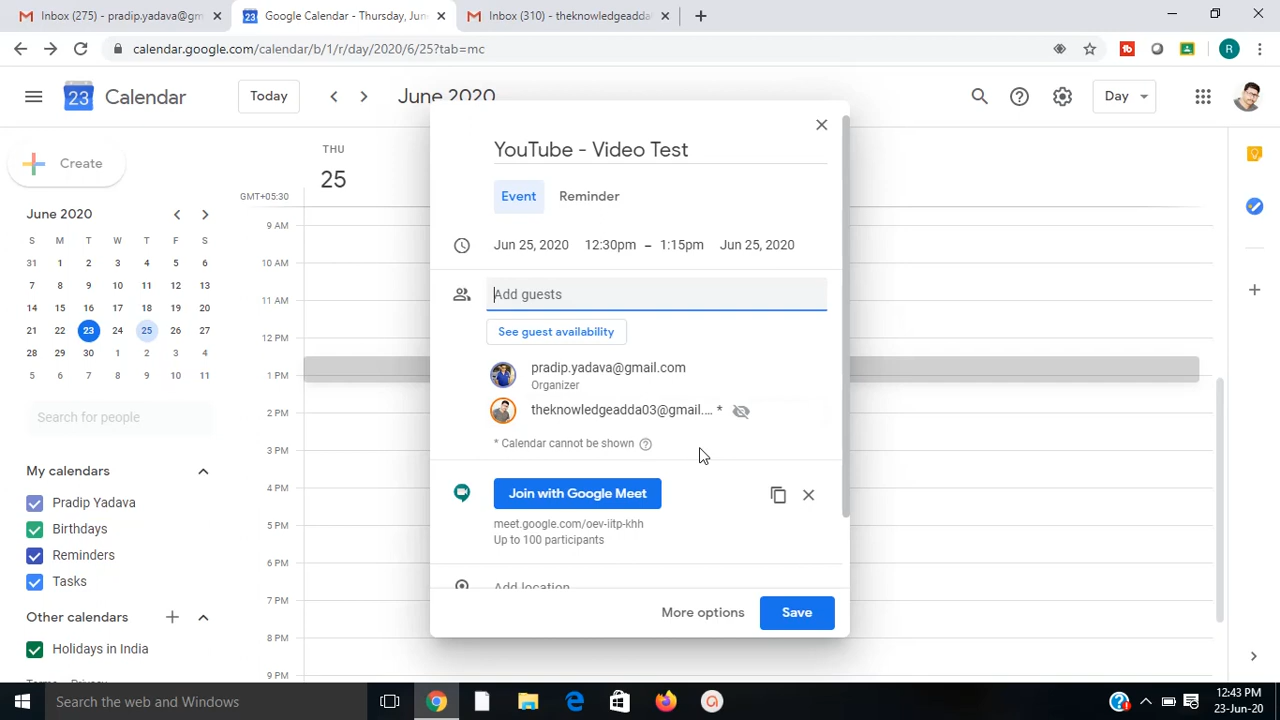 Inbox (275) - pradip.yadava@gm
Google Calendar - Thursday, June
Inbox (310) - theknowledgeadda
calendar.google.com/calendar/b/1/r/day/2020/6/25?tab=mc
R
23
Calendar
Today
June 2020
Day
Create
THU
25
GMT+05:30
June 2020
S M T W T F S
31 1 2 3 4 5 6
7 8 9 10 11 12 13
14 15 16 17 18 19 20
21 22 23 24 25 26 27
28 29 30 1 2 3 4
5 6 7 8 9 10 11
Search for people
My calendars
Pradip Yadava
Birthdays
Reminders
Tasks
Other calendars
Holidays in India
Terms - Privacy
9 AM
10 AM
11 AM
12 PM
1 PM
2 PM
3 PM
4 PM
5 PM
6 PM
7 PM
8 PM
9 PM
YouTube - Video Test
Event Reminder
Jun 25, 2020 12:30pm – 1:15pm Jun 25, 2020
Add guests
See guest availability
pradip.yadava@gmail.com
Organizer
theknowledgeadda03@gmail.... *
* Calendar cannot be shown
Join with Google Meet
meet.google.com/oev-iitp-khh
Up to 100 participants
Add location
More options
Save
Search the web and Windows
12:43 PM
23-Jun-20